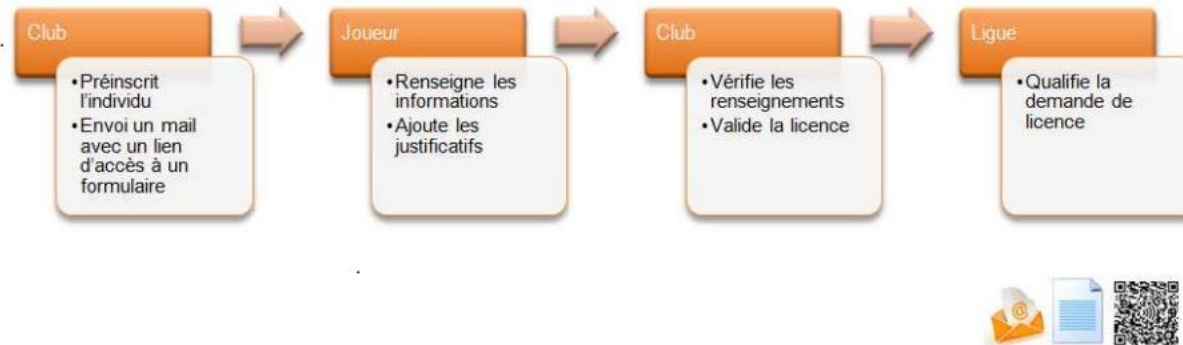 Club
•Préinscrit
l'individu
•Envoi un mail
avec un lien
d'accès à un
formulaire
Joueur
•Renseigne les
informations
•Ajoute les
justificatifs
Club
•Vérifie les
renseignements
•Valide la licence
Ligue
•Qualifie la
demande de
licence
@